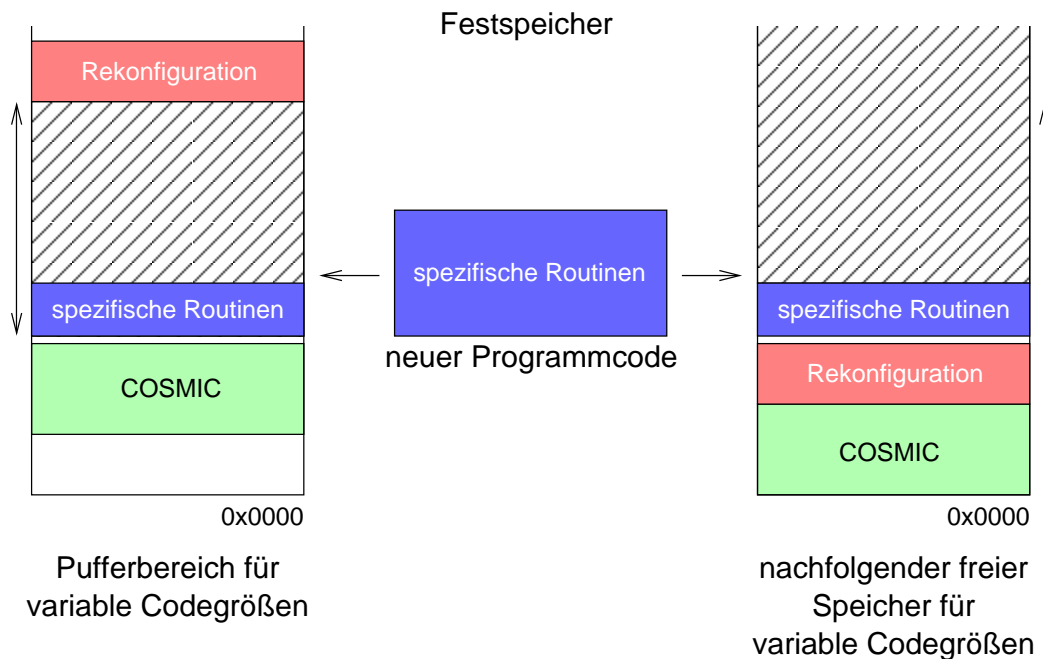 Festspeicher
Rekonfiguration
spezifische Routinen
COSMIC
0x0000
Pufferbereich für
variable Codegrößen
spezifische Routinen
neuer Programmcode
spezifische Routinen
Rekonfiguration
COSMIC
0x0000
nachfolgender freier
Speicher für
variable Codegrößen